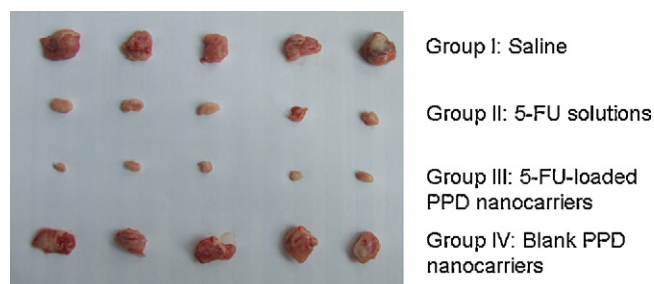 Group I: Saline
Group II: 5-FU solutions
Group III: 5-FU-loaded
PPD nanocarriers
Group IV: Blank PPD
nanocarriers